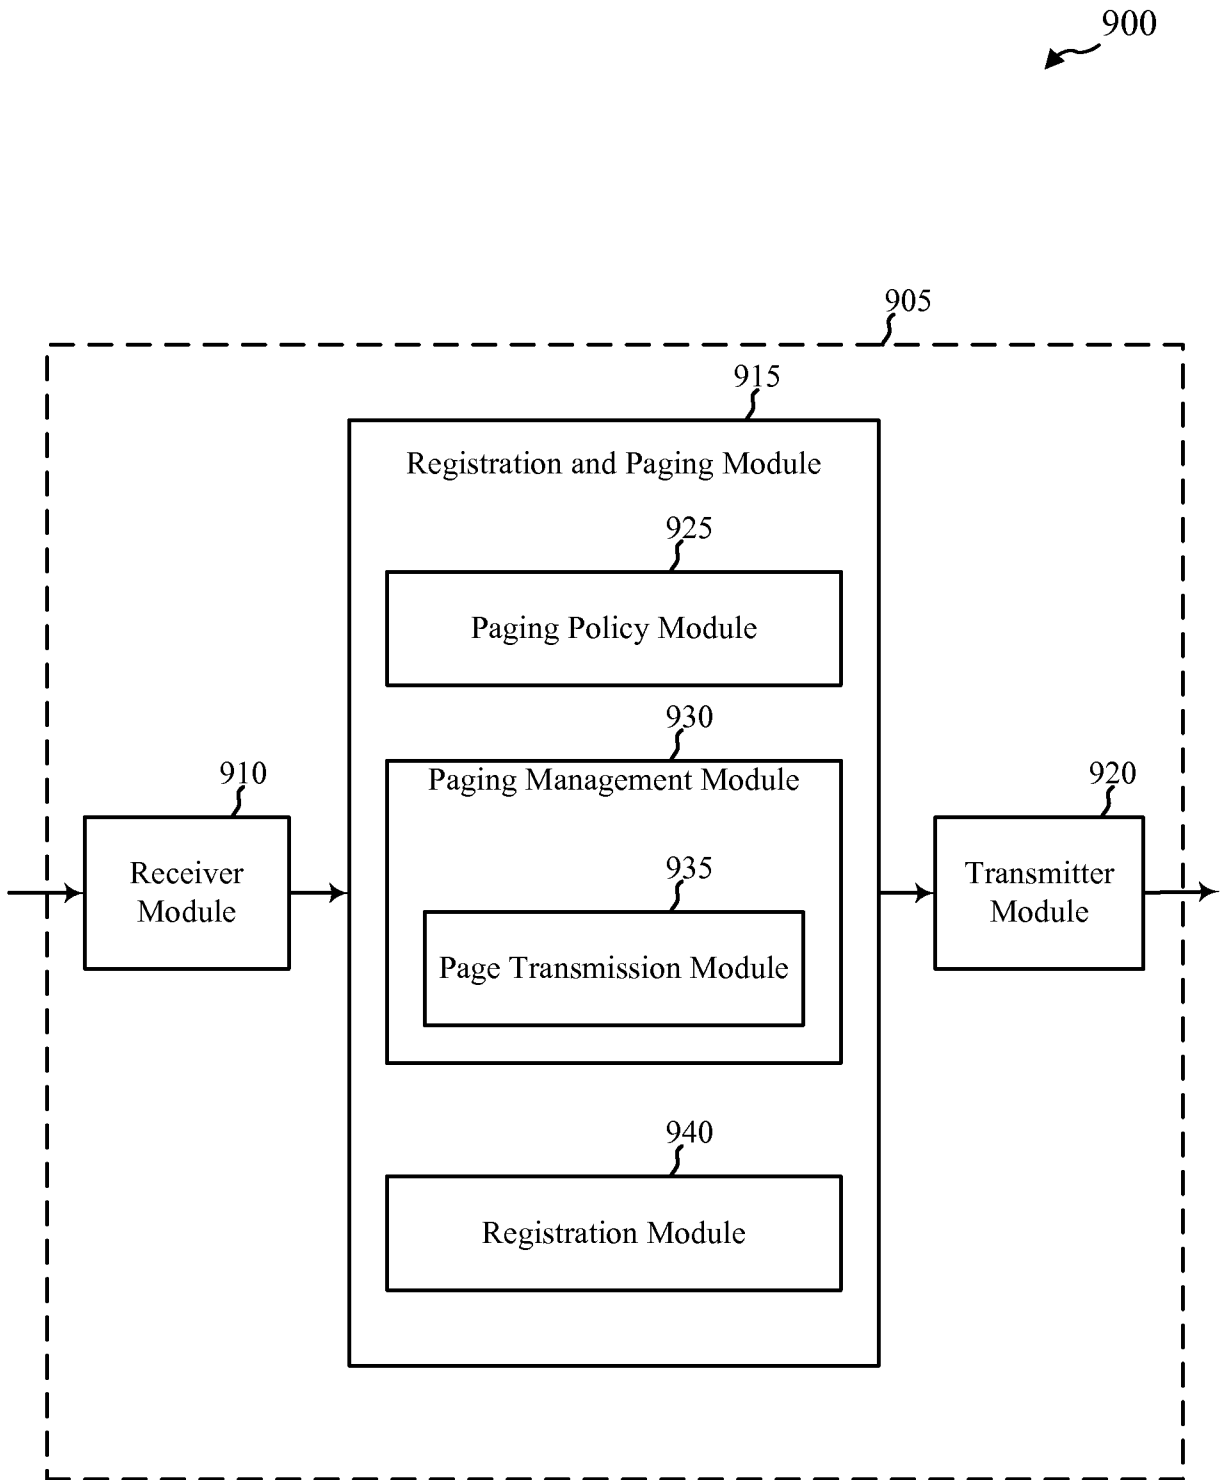 900
905
915
Registration and Paging Module
925
Paging Policy Module
930
Paging Management Module
910
Receiver
Module
935
Page Transmission Module
920
Transmitter
Module
940
Registration Module